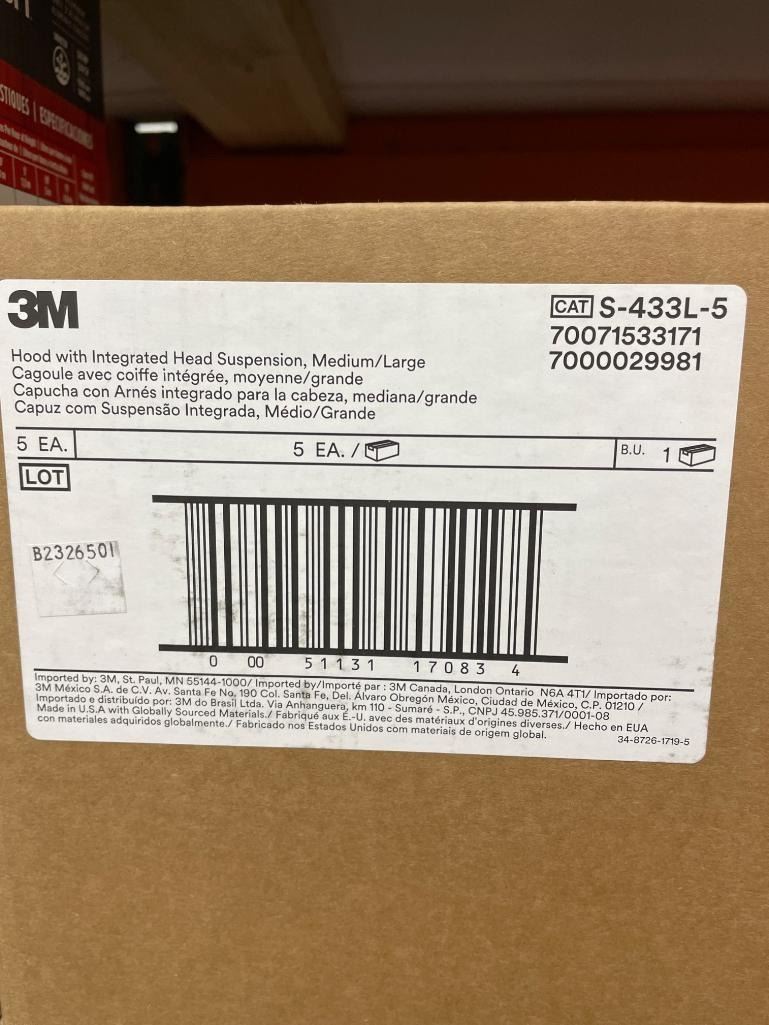 STIQUES | ESPECIFICACIONES
3M
CAT S-433L-5
70071533171
7000029981
Hood with Integrated Head Suspension, Medium/Large
Cagoule avec coiffe intégrée, moyenne/grande
Capucha con Arnés integrado para la cabeza, mediana/grande
Capuz com Suspensão Integrada, Médio/Grande
5 EA. 5 EA. / B.U. 1
LOT
B2326501
0 00 51131 17083 4
Imported by: 3M, St. Paul, MN 55144-1000/ Imported by/Importé par : 3M Canada, London Ontario N6A 4T1/ Importado por:
3M México S.A. de C.V. Av. Santa Fe No. 190 Col. Santa Fe, Del. Álvaro Obregón México, Ciudad de México, C.P. 01210 /
Importado e distribuído por: 3M do Brasil Ltda. Via Anhanguera, km 110 - Sumaré - S.P., CNPJ 45.985.371/0001-08
Made in U.S.A with Globally Sourced Materials./ Fabriqué aux É.-U. avec des matériaux d'origines diverses./ Hecho en EUA
con materiales adquiridos globalmente./ Fabricado nos Estados Unidos com materiais de origem global.
34-8726-1719-5